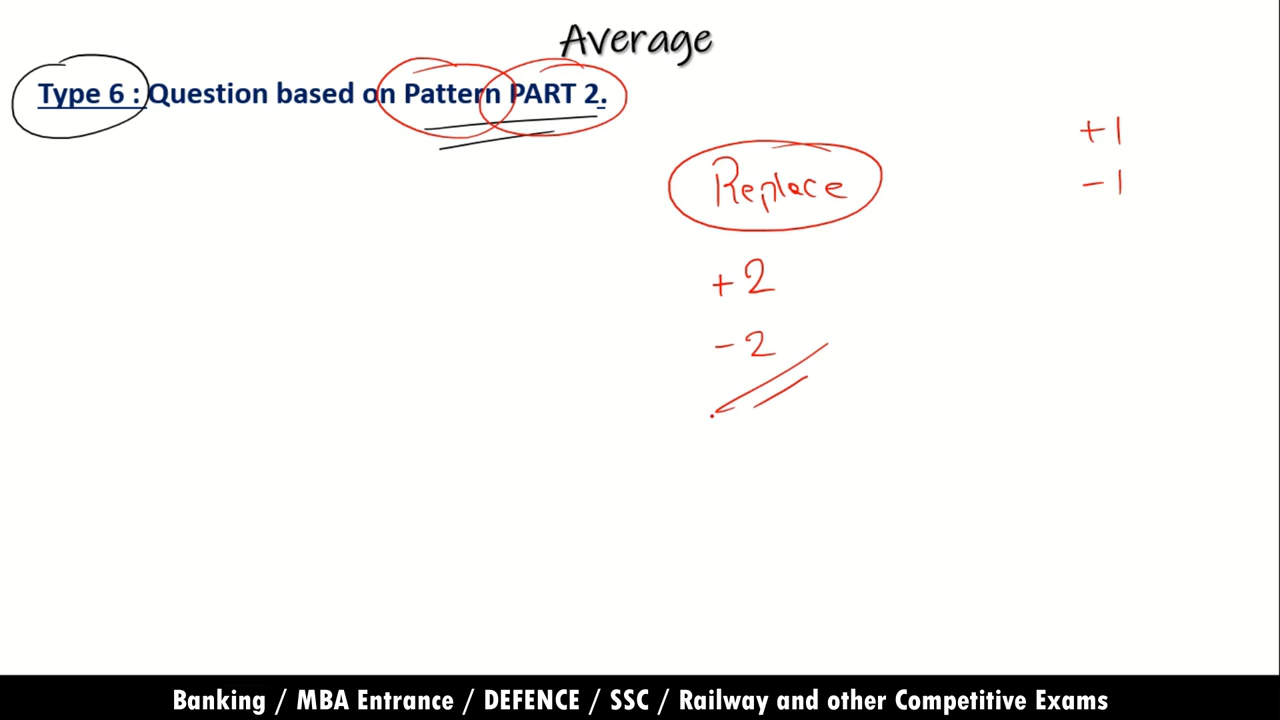 Average
Type 6 : Question based on Pattern PART 2.
+1
-1
Replace
+2
-2
Banking / MBA Entrance / DEFENCE / SSC / Railway and other Competitive Exams